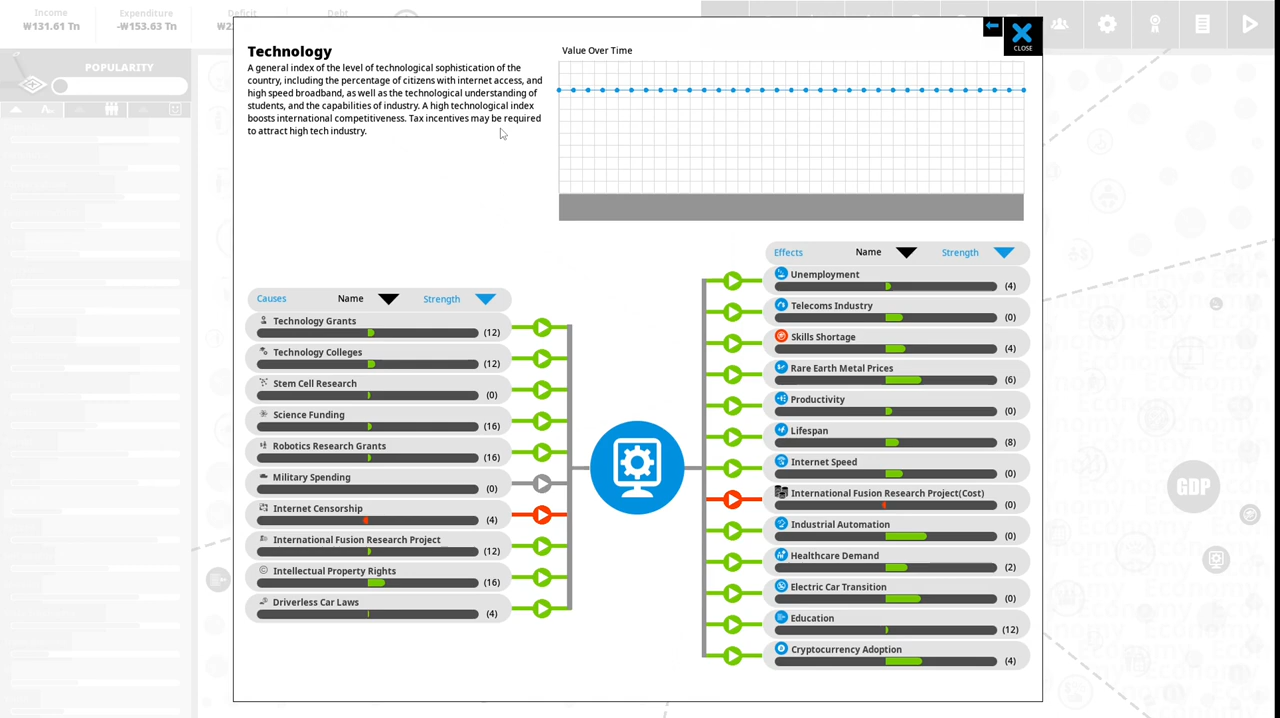 Income
Expenditure
Debt
₩131.61 Tn
-₩153.63 Tn
POPULARITY
CLOSE
Technology
A general index of the level of technological sophistication of the
country, including the percentage of citizens with internet access, and
high speed broadband, as well as the technological understanding of
students, and the capabilities of industry. A high technological index
boosts international competitiveness. Tax incentives may be required
to attract high tech industry.
Value Over Time
Causes Name Strength
Technology Grants
(12)
Technology Colleges
(12)
Stem Cell Research
(0)
Science Funding
(16)
Robotics Research Grants
(16)
Military Spending
(0)
Internet Censorship
(4)
International Fusion Research Project
(12)
Intellectual Property Rights
(16)
Driverless Car Laws
(4)
Effects Name Strength
Unemployment
(4)
Telecoms Industry
(0)
Skills Shortage
(4)
Rare Earth Metal Prices
(6)
Productivity
(0)
Lifespan
(8)
Internet Speed
(0)
International Fusion Research Project(Cost)
(0)
Industrial Automation
(0)
Healthcare Demand
(2)
Electric Car Transition
(0)
Education
(12)
Cryptocurrency Adoption
(4)
GDP